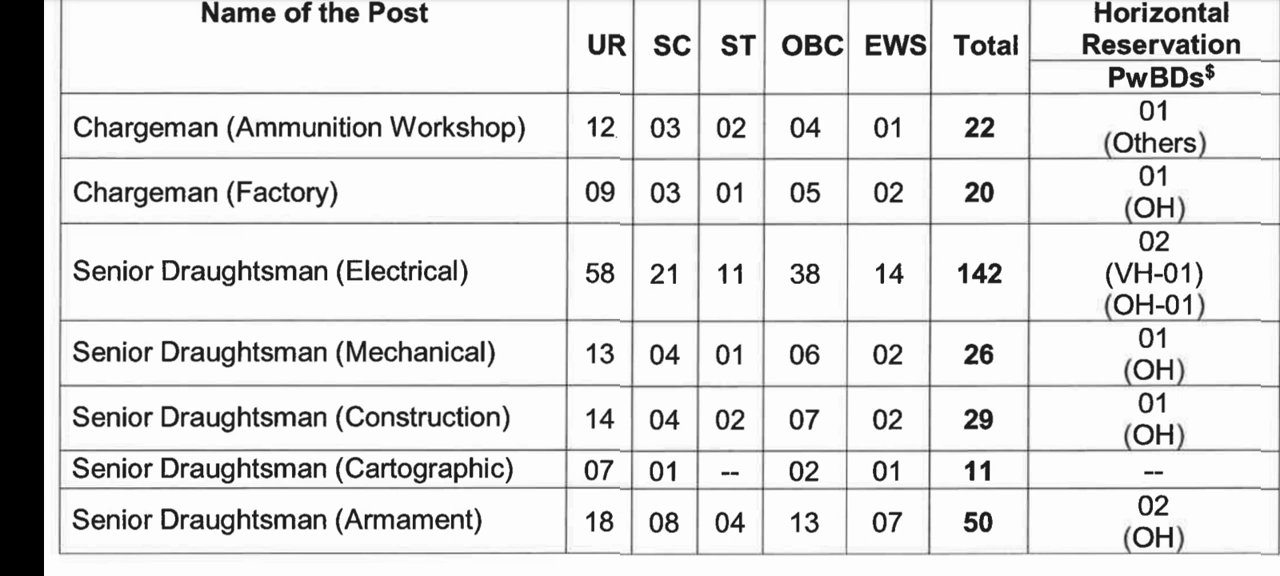 Name of the Post UR SC ST OBC EWS Total Horizontal Reservation
PwBDs$
Chargeman (Ammunition Workshop) 12 03 02 04 01 22 01 (Others)
Chargeman (Factory) 09 03 01 05 02 20 01 (OH)
Senior Draughtsman (Electrical) 58 21 11 38 14 142 02 (VH-01) (OH-01)
Senior Draughtsman (Mechanical) 13 04 01 06 02 26 01 (OH)
Senior Draughtsman (Construction) 14 04 02 07 02 29 01 (OH)
Senior Draughtsman (Cartographic) 07 01 -- 02 01 11 --
Senior Draughtsman (Armament) 18 08 04 13 07 50 02 (OH)